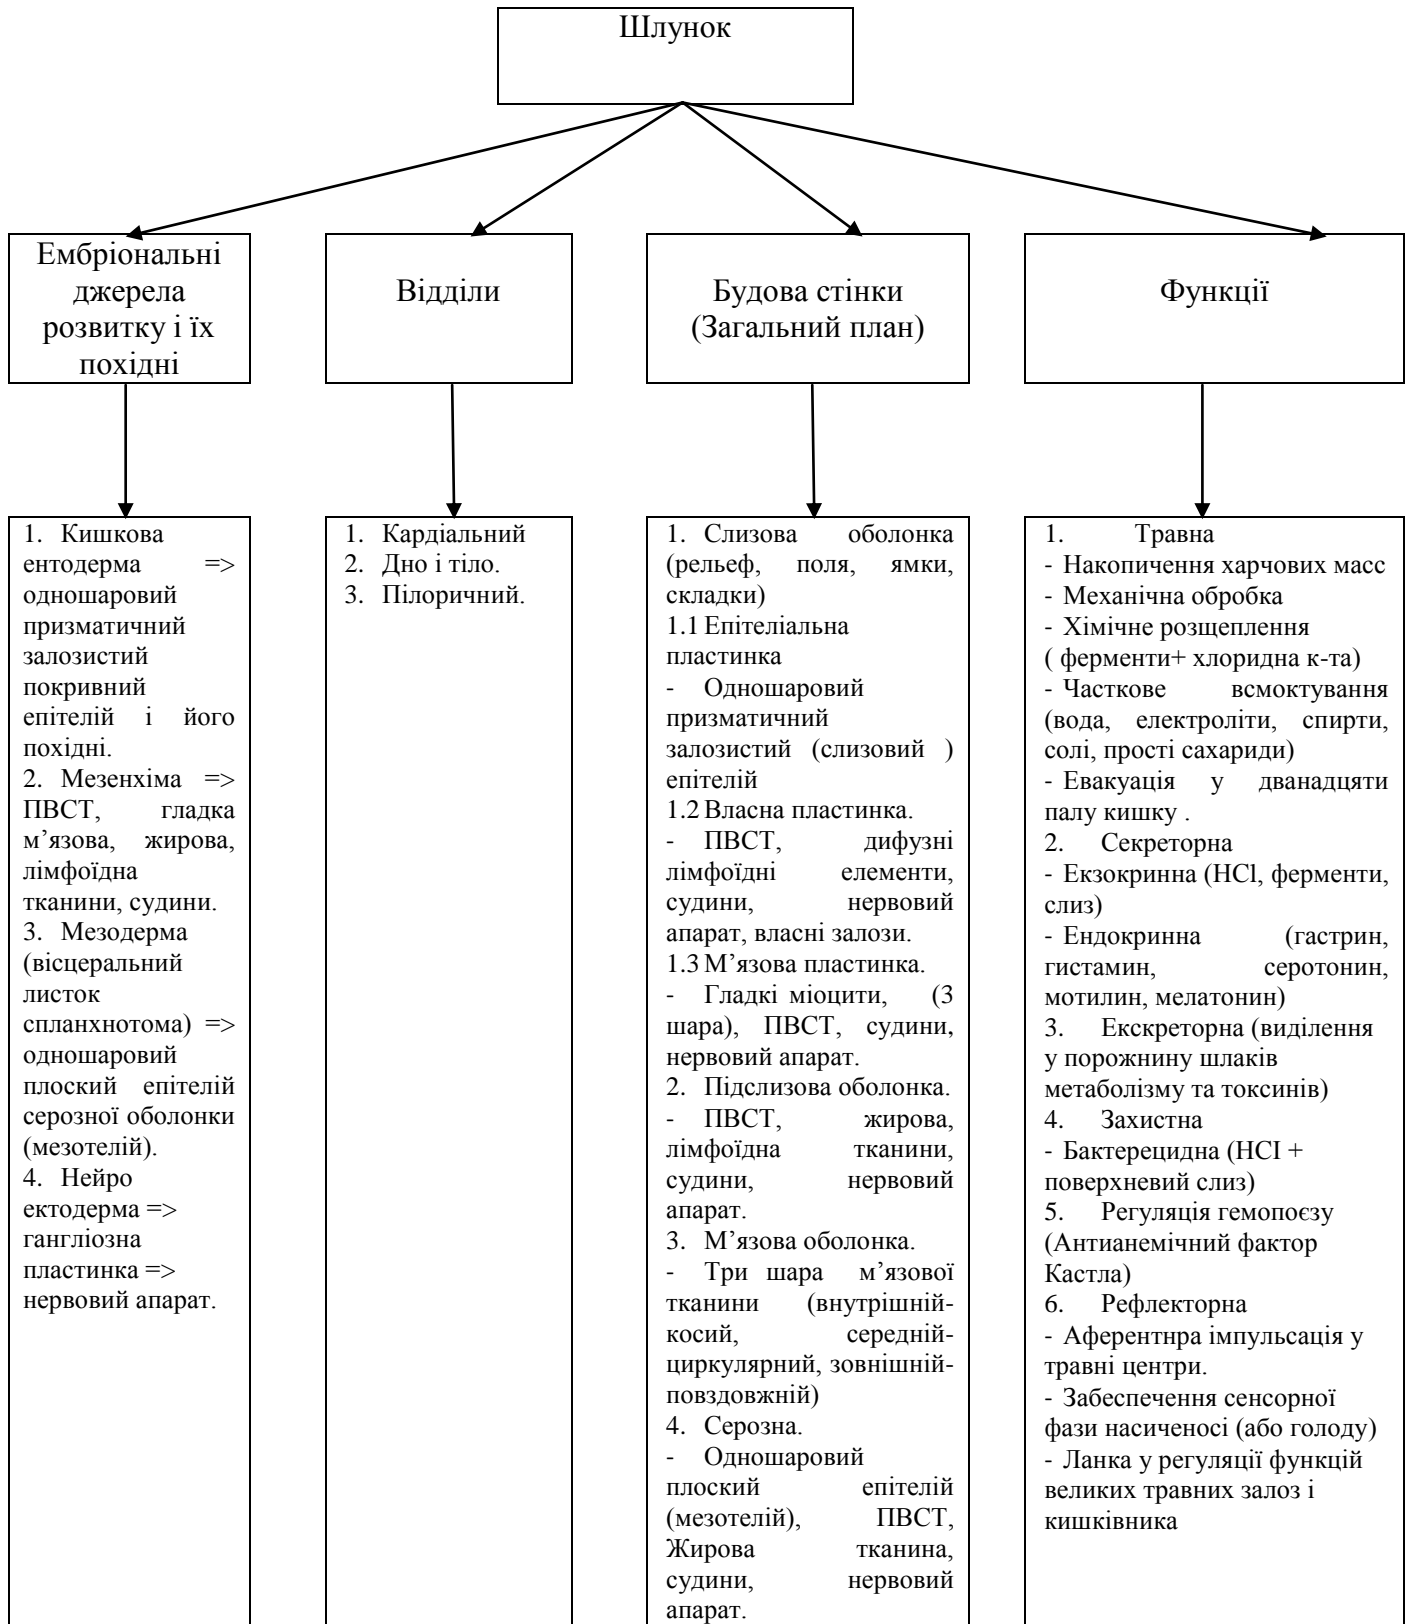 Шлунок
Ембріональні
джерела
розвитку і їх
похідні
Відділи
Будова стінки
(Загальний план)
Функції
1. Кишкова
ентодерма =>
одношаровий
призматичний
залозистий
покривний
епітелій і його
похідні.
2. Мезенхіма =>
ПВСТ, гладка
м’язова, жирова,
лімфоїдна
тканини, судини.
3. Мезодерма
(вісцеральний
листок
спланхнотома) =>
одношаровий
плоский епітелій
серозної оболонки
(мезотелій).
4. Нейро
ектодерма =>
гангліозна
пластинка =>
нервовий апарат.
1. Кардіальний
2. Дно і тіло.
3. Пілоричний.
1. Слизова оболонка
(рельеф, поля, ямки,
складки)
1.1 Епітеліальна
пластинка
- Одношаровий
призматичний
залозистий (слизовий )
епітелій
1.2 Власна пластинка.
- ПВСТ, дифузні
лімфоїдні елементи,
судини, нервовий
апарат, власні залози.
1.3 М’язова пластинка.
- Гладкі міоцити, (3
шара), ПВСТ, судини,
нервовий апарат.
2. Підслизова оболонка.
- ПВСТ, жирова,
лімфоїдна тканини,
судини, нервовий
апарат.
3. М’язова оболонка.
- Три шара м’язової
тканини (внутрішній-
косий, середній-
циркулярний, зовнішній-
повздовжній)
4. Серозна.
- Одношаровий
плоский епітелій
(мезотелій), ПВСТ,
Жирова тканина,
судини, нервовий
апарат.
1. Травна
- Накопичення харчових масс
- Механічна обробка
- Хімічне розщеплення
( ферменти+ хлоридна к-та)
- Часткове всмоктування
(вода, електроліти, спирти,
солі, прості сахариди)
- Евакуація у дванадцяти
палу кишку .
2. Секреторна
- Екзокринна (HCl, ферменти,
слиз)
- Ендокринна (гастрин,
гистамин, серотонин,
мотилин, мелатонин)
3. Екскреторна (виділення
у порожнину шлаків
метаболізму та токсинів)
4. Захистна
- Бактерецидна (HCI +
поверхневий слиз)
5. Регуляція гемопоєзу
(Антианемічний фактор
Кастла)
6. Рефлекторна
- Аферентнра імпульсація у
травні центри.
- Забеспечення сенсорної
фази насиченосі (або голоду)
- Ланка у регуляції функцій
великих травних залоз і
кишківника